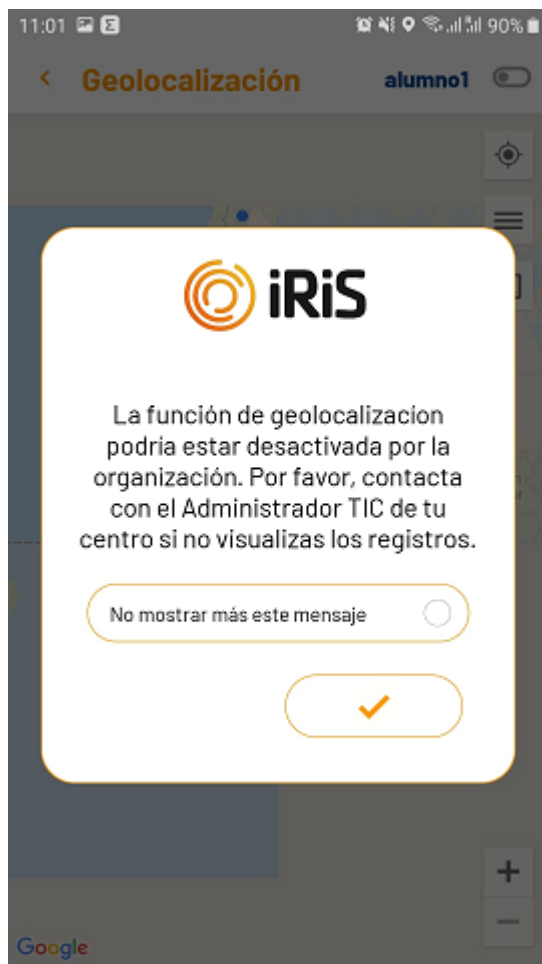 11:01 90%
Geolocalización alumno1
iRiS
La función de geolocalizacion
podría estar desactivada por la
organización. Por favor, contacta
con el Administrador TIC de tu
centro si no visualizas los registros.
No mostrar más este mensaje
Google